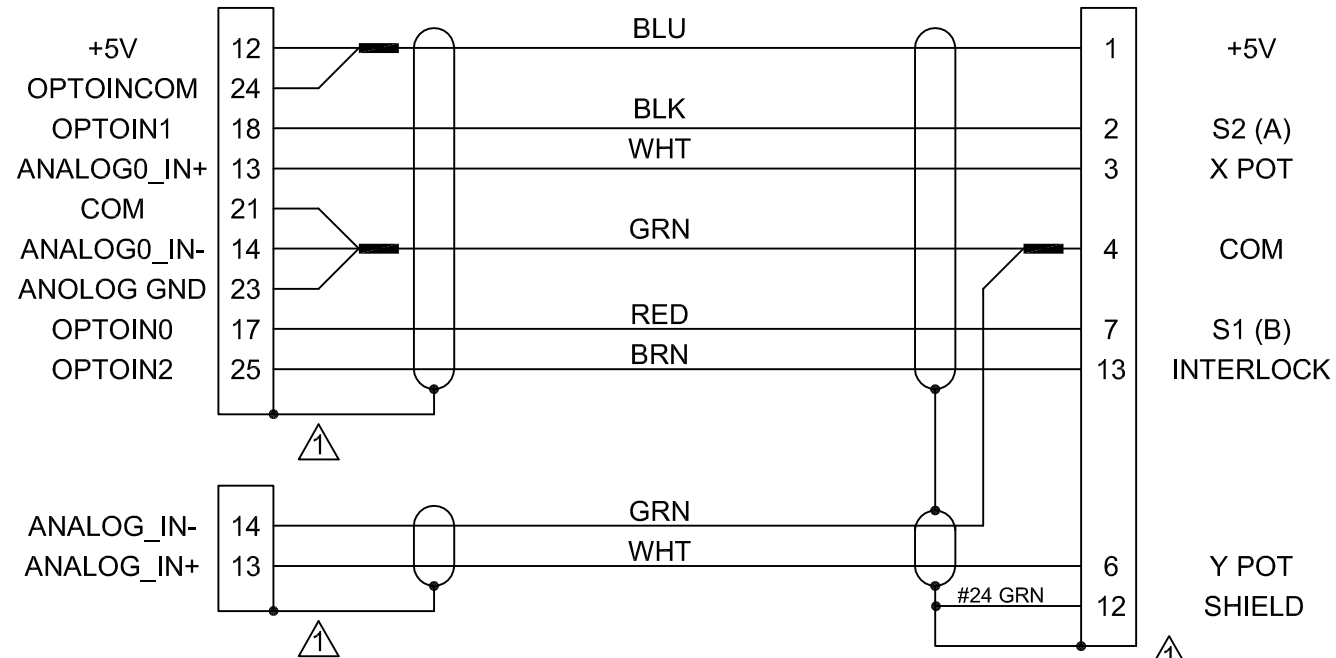 BLU
+5V 12 1 +5V
OPTOINCOM 24
BLK
OPTOIN1 18 2 S2 (A)
WHT
ANALOG0_IN+ 13 3 X POT
COM 21
GRN
ANALOG0_IN- 14 4 COM
ANOLOG GND 23
RED
OPTOIN0 17 7 S1 (B)
BRN
OPTOIN2 25 13 INTERLOCK
1
GRN
ANALOG_IN- 14
WHT
ANALOG_IN+ 13 6 Y POT
#24 GRN 12 SHIELD
1
1